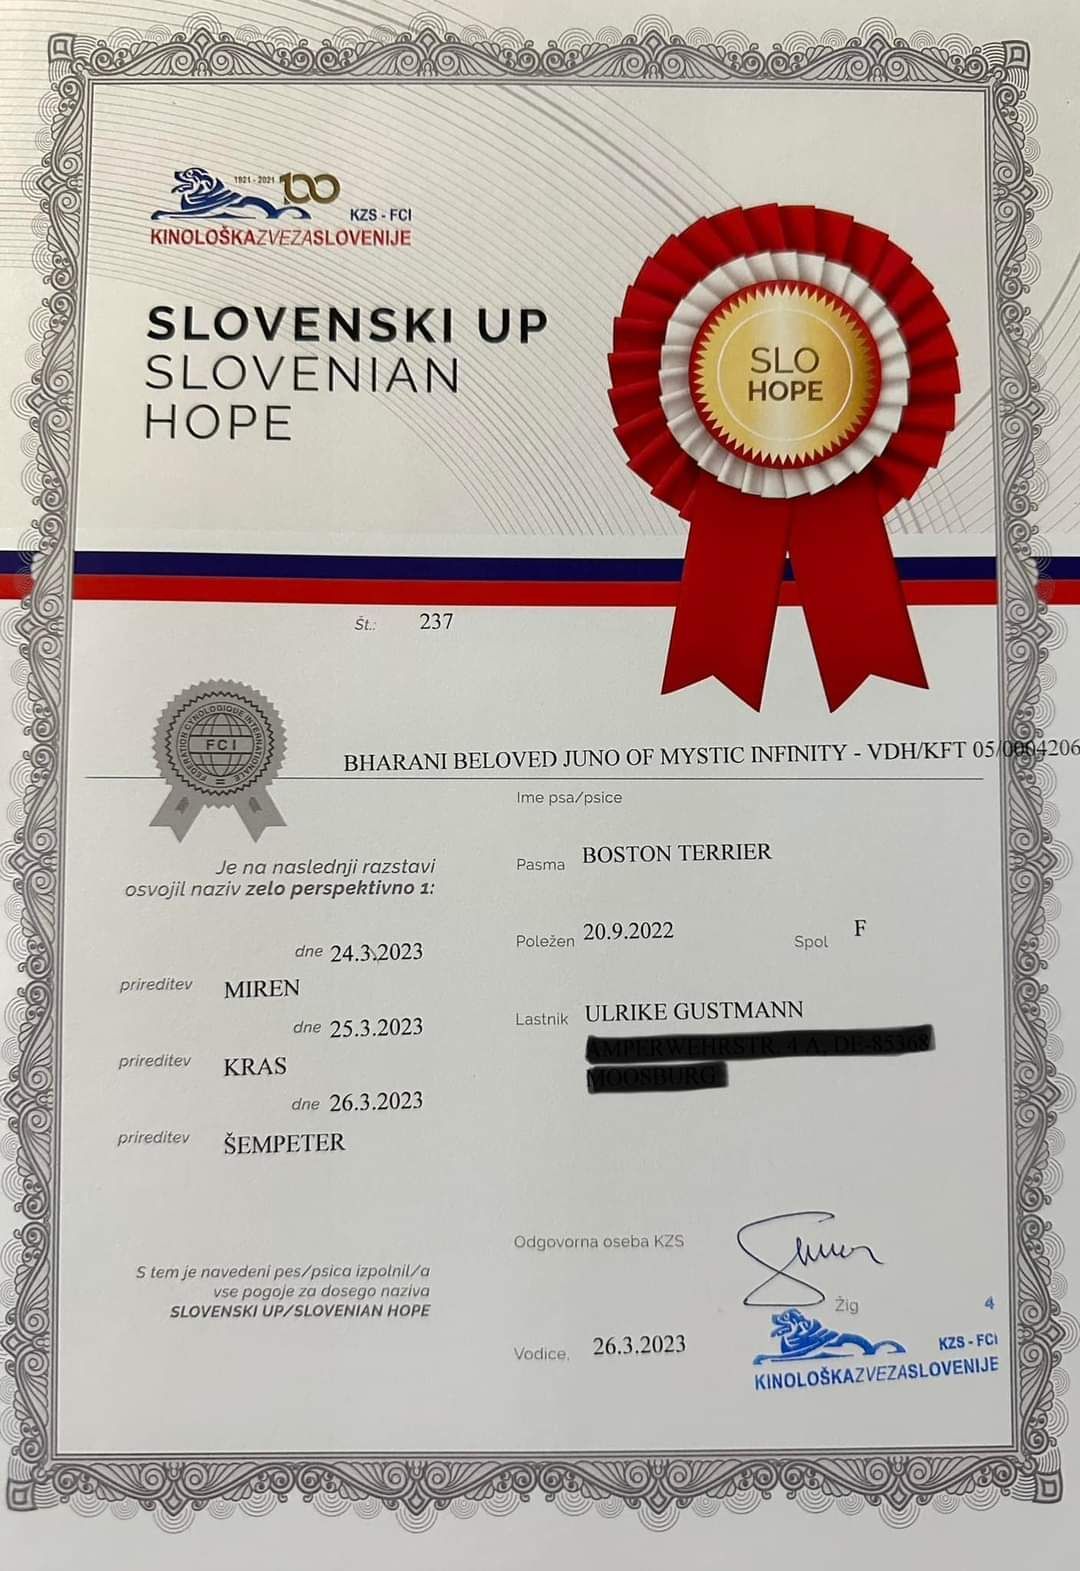 1921 - 2021 100
KZS - FCI
KINOLOŠKAZVEZASLOVENIJE
SLOVENSKI UP
SLOVENIAN
HOPE
SLO
HOPE
Št.: 237
FEDERATION CYNOLOGIQUE INTERNATIONALE
FCI
BHARANI BELOVED JUNO OF MYSTIC INFINITY - VDH/KFT 05/0004206
Ime psa/psice
Je na naslednji razstavi
osvojil naziv zelo perspektivno 1:
Pasma BOSTON TERRIER
Poležen 20.9.2022 Spol F
Lastnik ULRIKE GUSTMANN
dne 24.3.2023
prireditev MIREN
dne 25.3.2023
prireditev KRAS
dne 26.3.2023
prireditev ŠEMPETER
Odgovorna oseba KZS
S tem je navedeni pes/psica izpolnil/a
vse pogoje za dosego naziva
SLOVENSKI UP/SLOVENIAN HOPE
Žig
Vodice, 26.3.2023
4
KZS - FCI
KINOLOŠKAZVEZASLOVENIJE